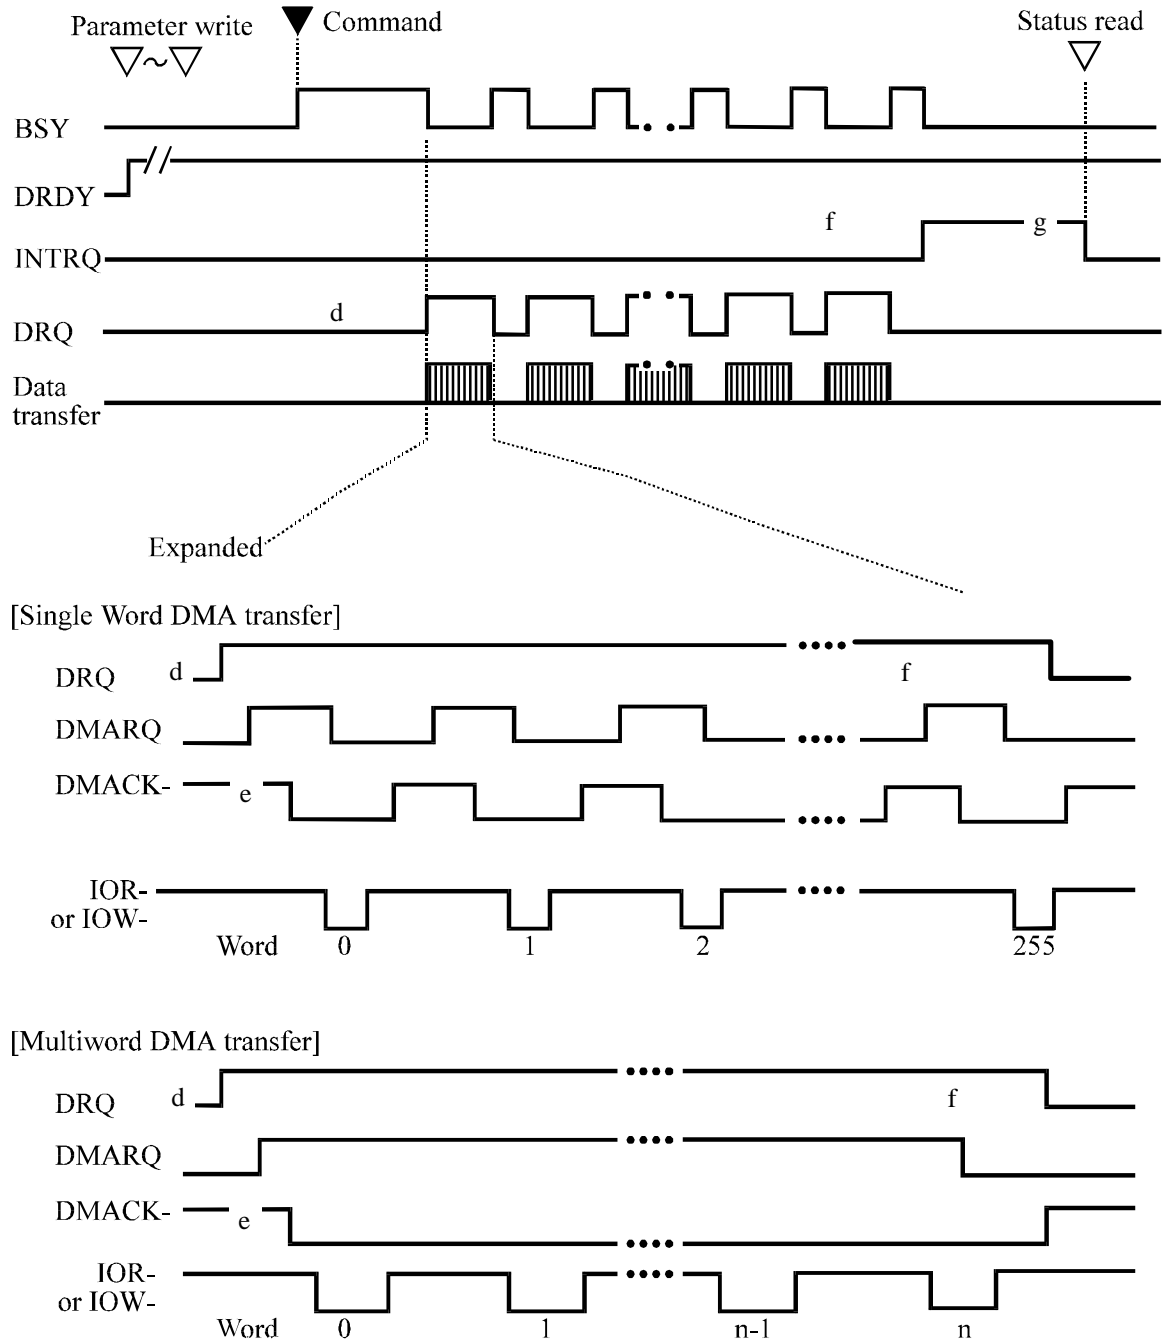 Parameter write
Command
Status read
BSY
DRDY
f
g
INTRQ
d
DRQ
Data
transfer
Expanded
[Single Word DMA transfer]
DRQ d f
DMARQ
DMACK- e
IOR-
or IOW-
Word 0 1 2 255
[Multiword DMA transfer]
DRQ d f
DMARQ
DMACK- e
IOR-
or IOW-
Word 0 1 n-1 n